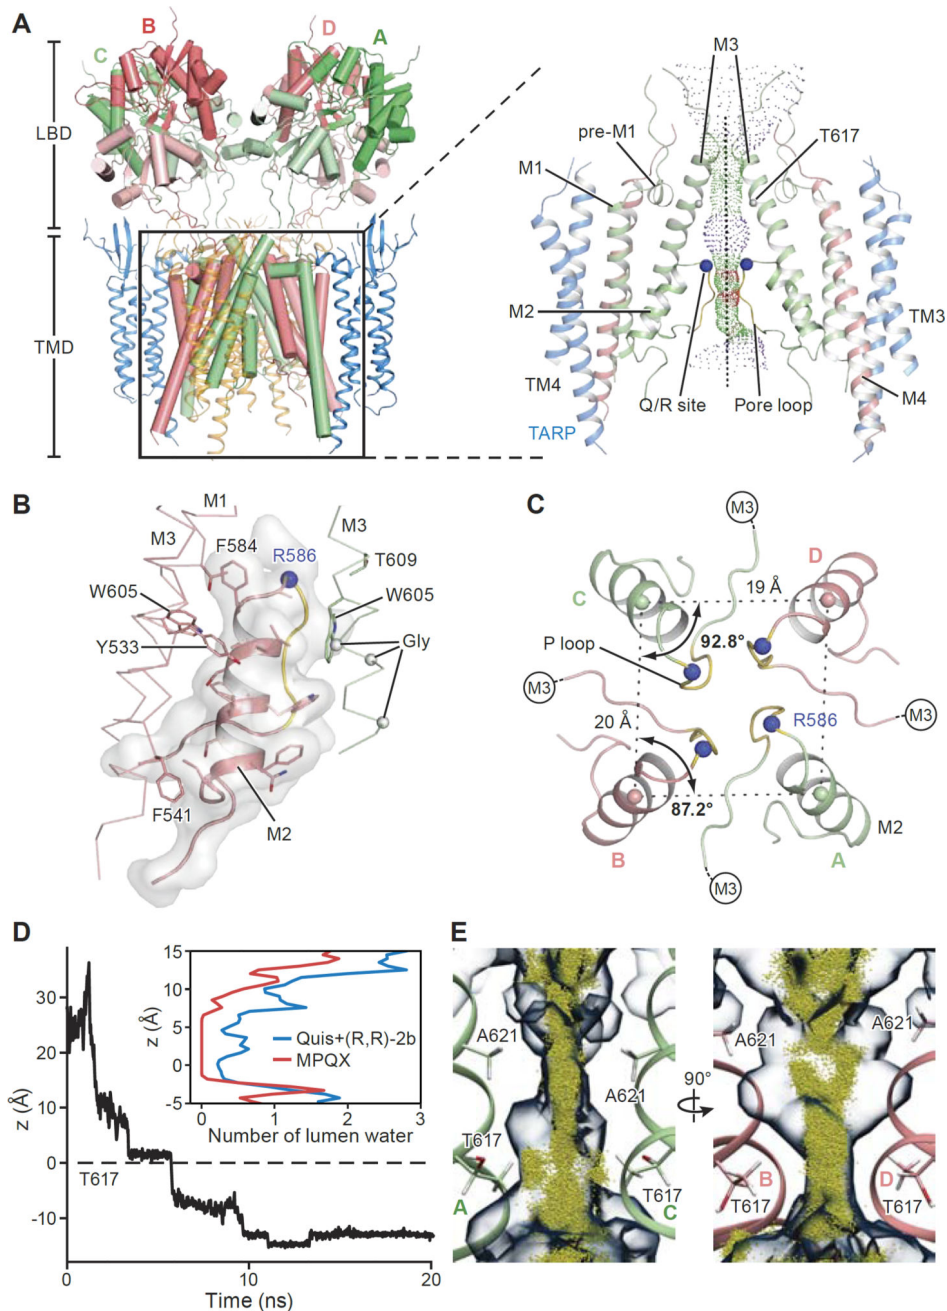 A
B
D
A
C
LBD
TMD
M3
pre-M1
T617
M1
M2
TM3
TM4
M4
Q/R site
Pore loop
TARP
B
M1
M3
M3
F584
R586
T609
W605
W605
Y533
Gly
F541
M2
C
M3
D
C
19 Å
92.8°
P loop
M3
M3
R586
20 Å
87.2°
M2
B
A
M3
D
z (Å)
30
20
10
0
-10
T617
0
10
20
Time (ns)
z (Å)
15
10
5
0
-5
Quis+(R,R)-2b
MPQX
0
1
2
3
Number of lumen water
E
A621
A621
T617
T617
A
C
90°
A621
A621
B
D
T617
T617